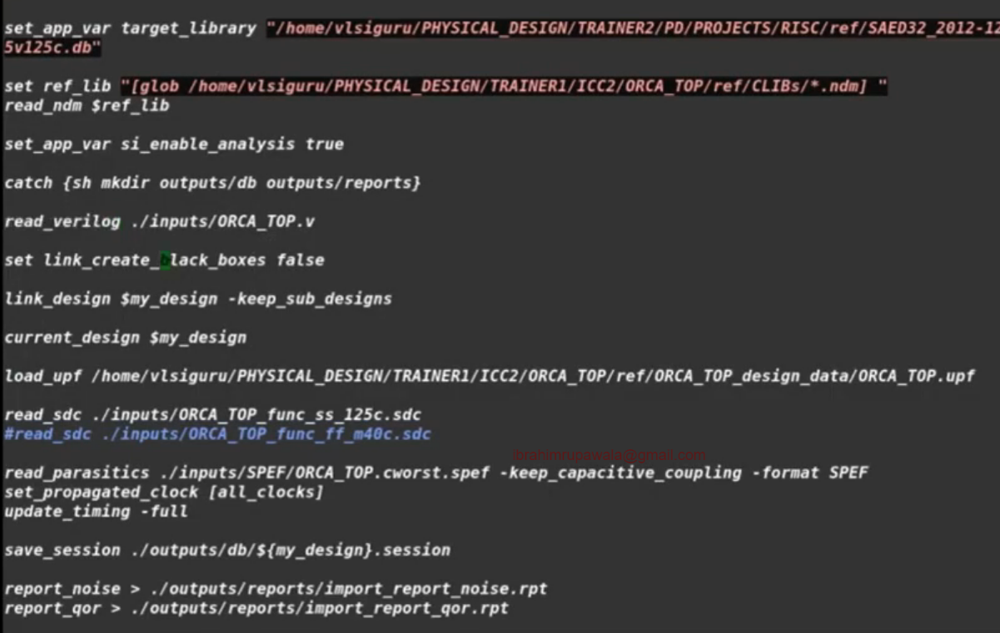 set_app_var target_library "/home/vlsiguru/PHYSICAL_DESIGN/TRAINER2/PD/PROJECTS/RISC/ref/SAED32_2012-12
5v125c.db"
set ref_lib "[glob /home/vlsiguru/PHYSICAL_DESIGN/TRAINER1/ICC2/ORCA_TOP/ref/CLIBs/*.ndm] "
read_ndm $ref_lib
set_app_var si_enable_analysis true
catch {sh mkdir outputs/db outputs/reports}
read_verilog ./inputs/ORCA_TOP.v
set link_create_black_boxes false
link_design $my_design -keep_sub_designs
current_design $my_design
load_upf /home/vlsiguru/PHYSICAL_DESIGN/TRAINER1/ICC2/ORCA_TOP/ref/ORCA_TOP_design_data/ORCA_TOP.upf
read_sdc ./inputs/ORCA_TOP_func_ss_125c.sdc
#read_sdc ./inputs/ORCA_TOP_func_ff_m40c.sdc
ibrahimrupawala@gmail.com
read_parasitics ./inputs/SPEF/ORCA_TOP.cworst.spef -keep_capacitive_coupling -format SPEF
set_propagated_clock [all_clocks]
update_timing -full
save_session ./outputs/db/${my_design}.session
report_noise > ./outputs/reports/import_report_noise.rpt
report_qor > ./outputs/reports/import_report_qor.rpt